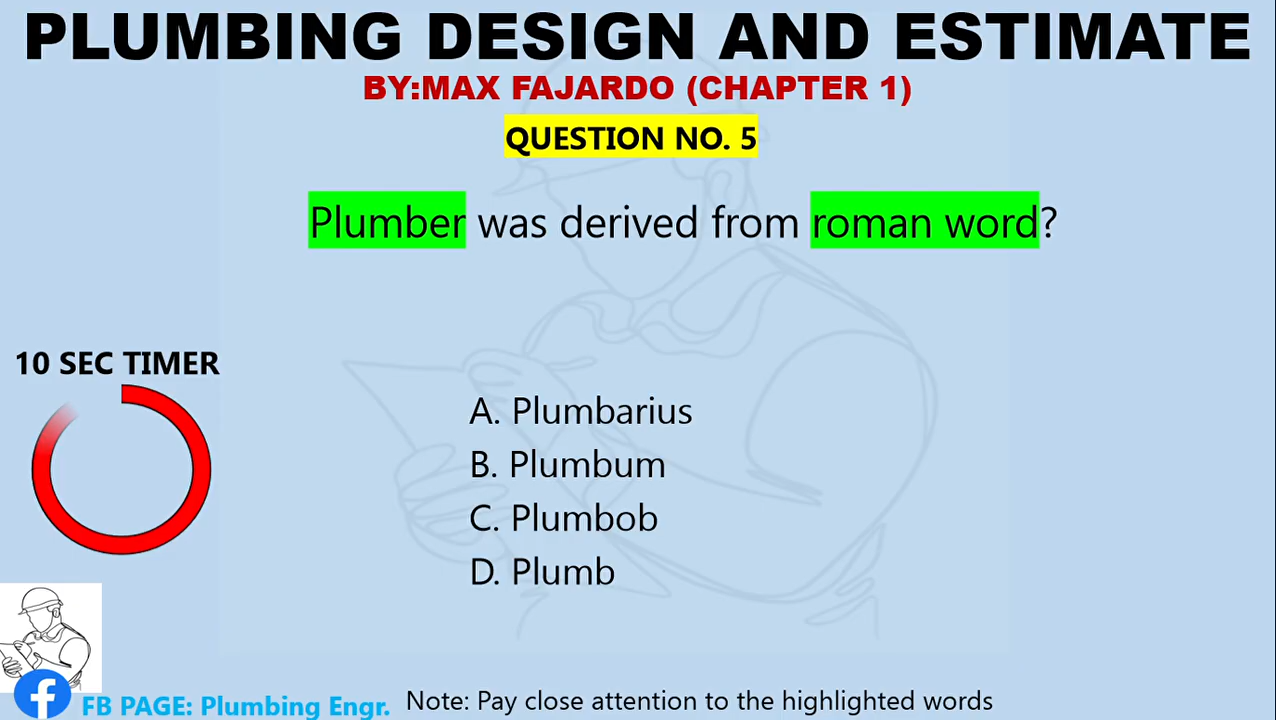 PLUMBING DESIGN AND ESTIMATE
BY:MAX FAJARDO (CHAPTER 1)
QUESTION NO. 5
Plumber was derived from roman word?
10 SEC TIMER
A. Plumbarius
B. Plumbum
C. Plumbob
D. Plumb
FB PAGE: Plumbing Engr.
Note: Pay close attention to the highlighted words